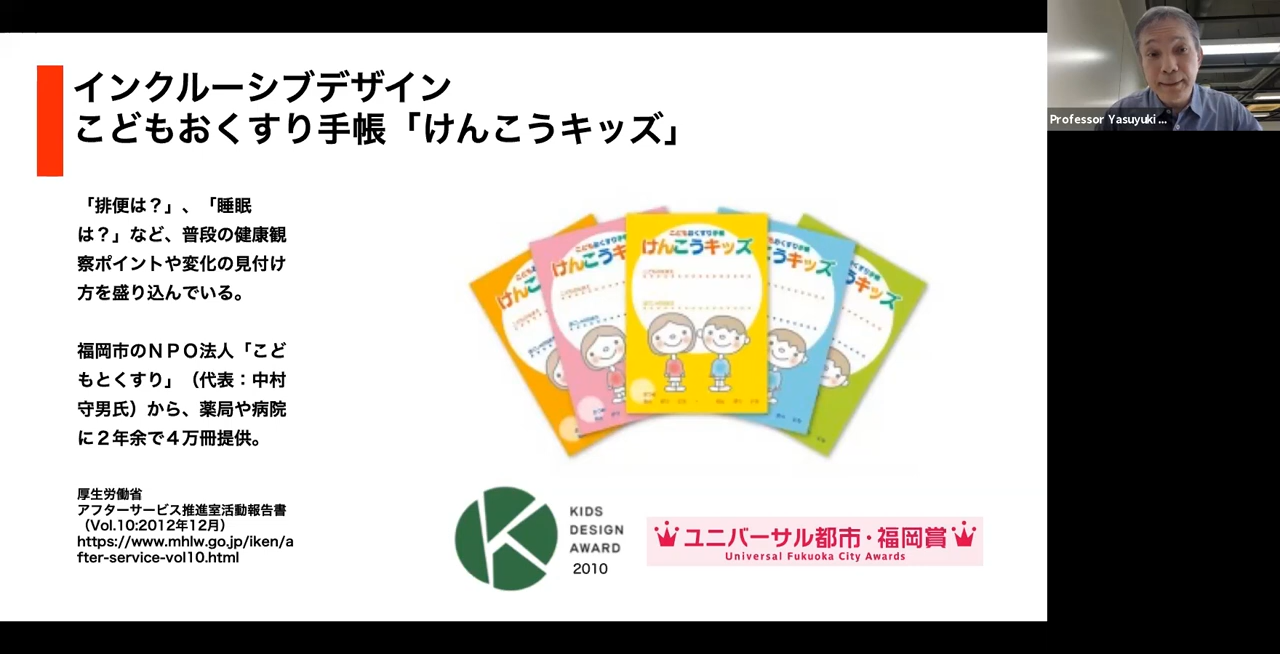 インクルーシブデザイン
こどもおくすり手帳「けんこうキッズ」
「排便は？」、「睡眠
は？」など、普段の健康観
察ポイントや変化の見付け
方を盛り込んでいる。
福岡市のＮＰＯ法人「こど
もとくすり」（代表：中村
守男氏）から、薬局や病院
に２年余で４万冊提供。
厚生労働省
アフターサービス推進室活動報告書
（Vol.10:2012年12月）
https://www.mhlw.go.jp/iken/a
fter-service-vol10.html
こどもおくすり手帳
けんこうキッズ
KIDS
DESIGN
AWARD
2010
ユニバーサル都市・福岡賞
Universal Fukuoka City Awards
Professor Yasuyuki ...